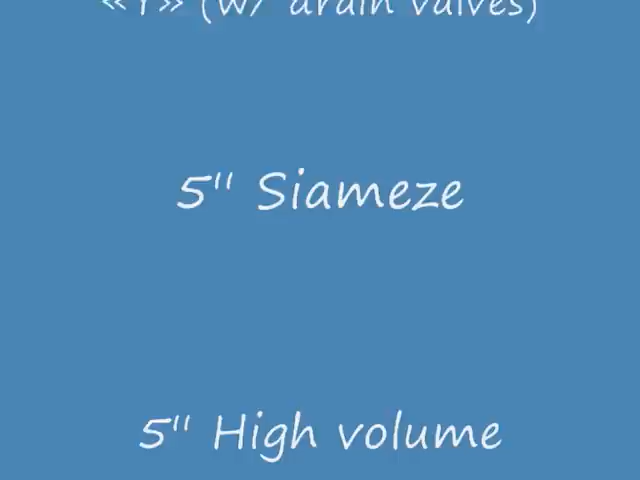 «Y» (w/ drain valves)
5" Siameze
5" High volume